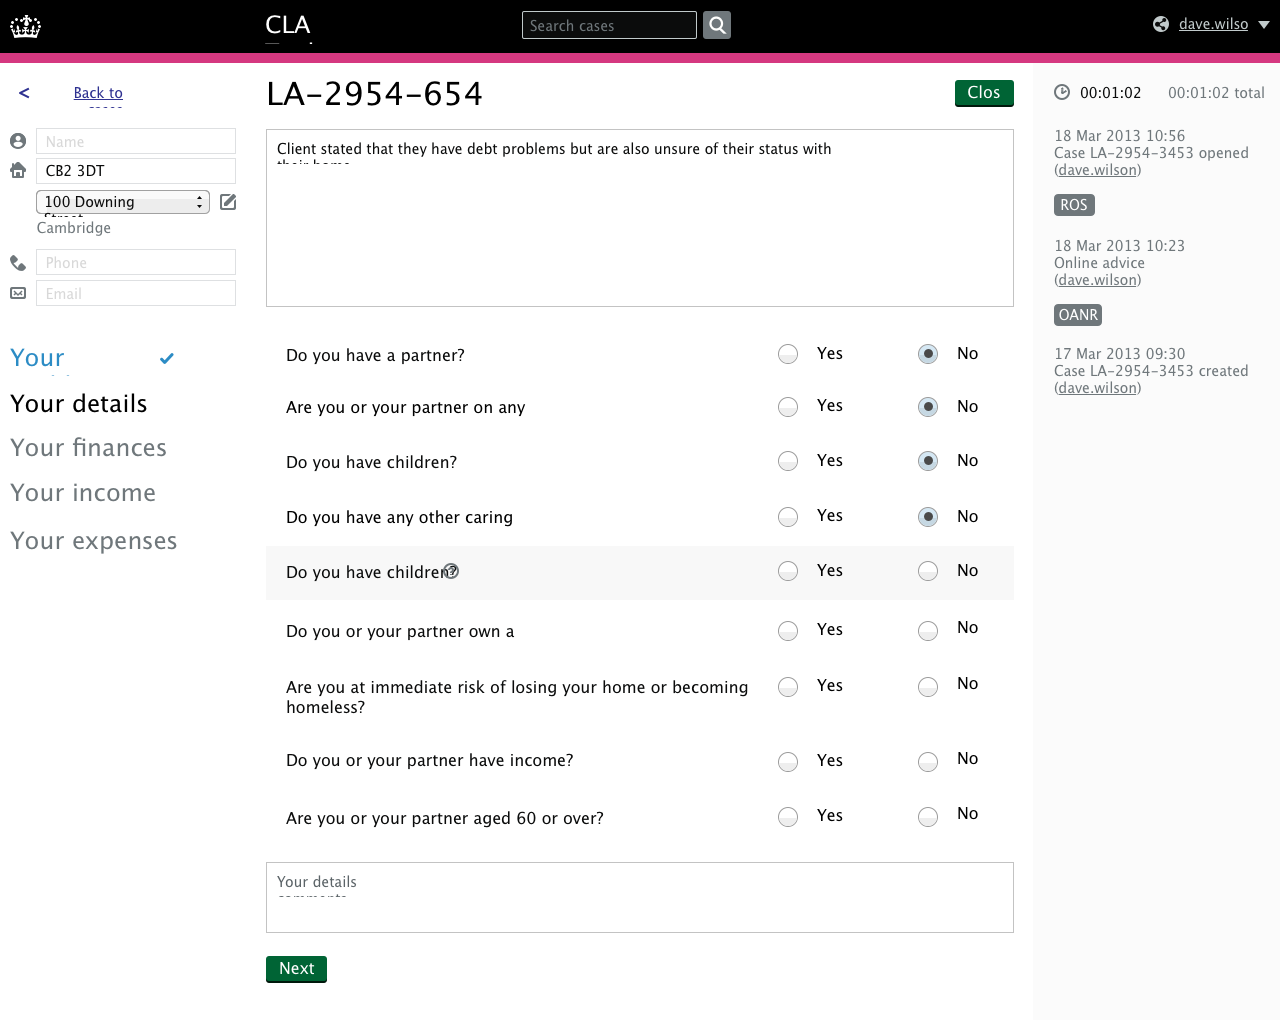 CLA
Search cases
dave.wilso
<
Back to
LA-2954-654
Clos
00:01:02
00:01:02 total
Name
CB2 3DT
100 Downing
Cambridge
Phone
Email
Your
Your details
Your finances
Your income
Your expenses
Client stated that they have debt problems but are also unsure of their status with
Do you have a partner? Yes No
Are you or your partner on any Yes No
Do you have children? Yes No
Do you have any other caring Yes No
Do you have children? Yes No
Do you or your partner own a Yes No
Are you at immediate risk of losing your home or becoming Yes No
homeless?
Do you or your partner have income? Yes No
Are you or your partner aged 60 or over? Yes No
Your details
Next
18 Mar 2013 10:56
Case LA-2954-3453 opened
(dave.wilson)
ROS
18 Mar 2013 10:23
Online advice
(dave.wilson)
OANR
17 Mar 2013 09:30
Case LA-2954-3453 created
(dave.wilson)